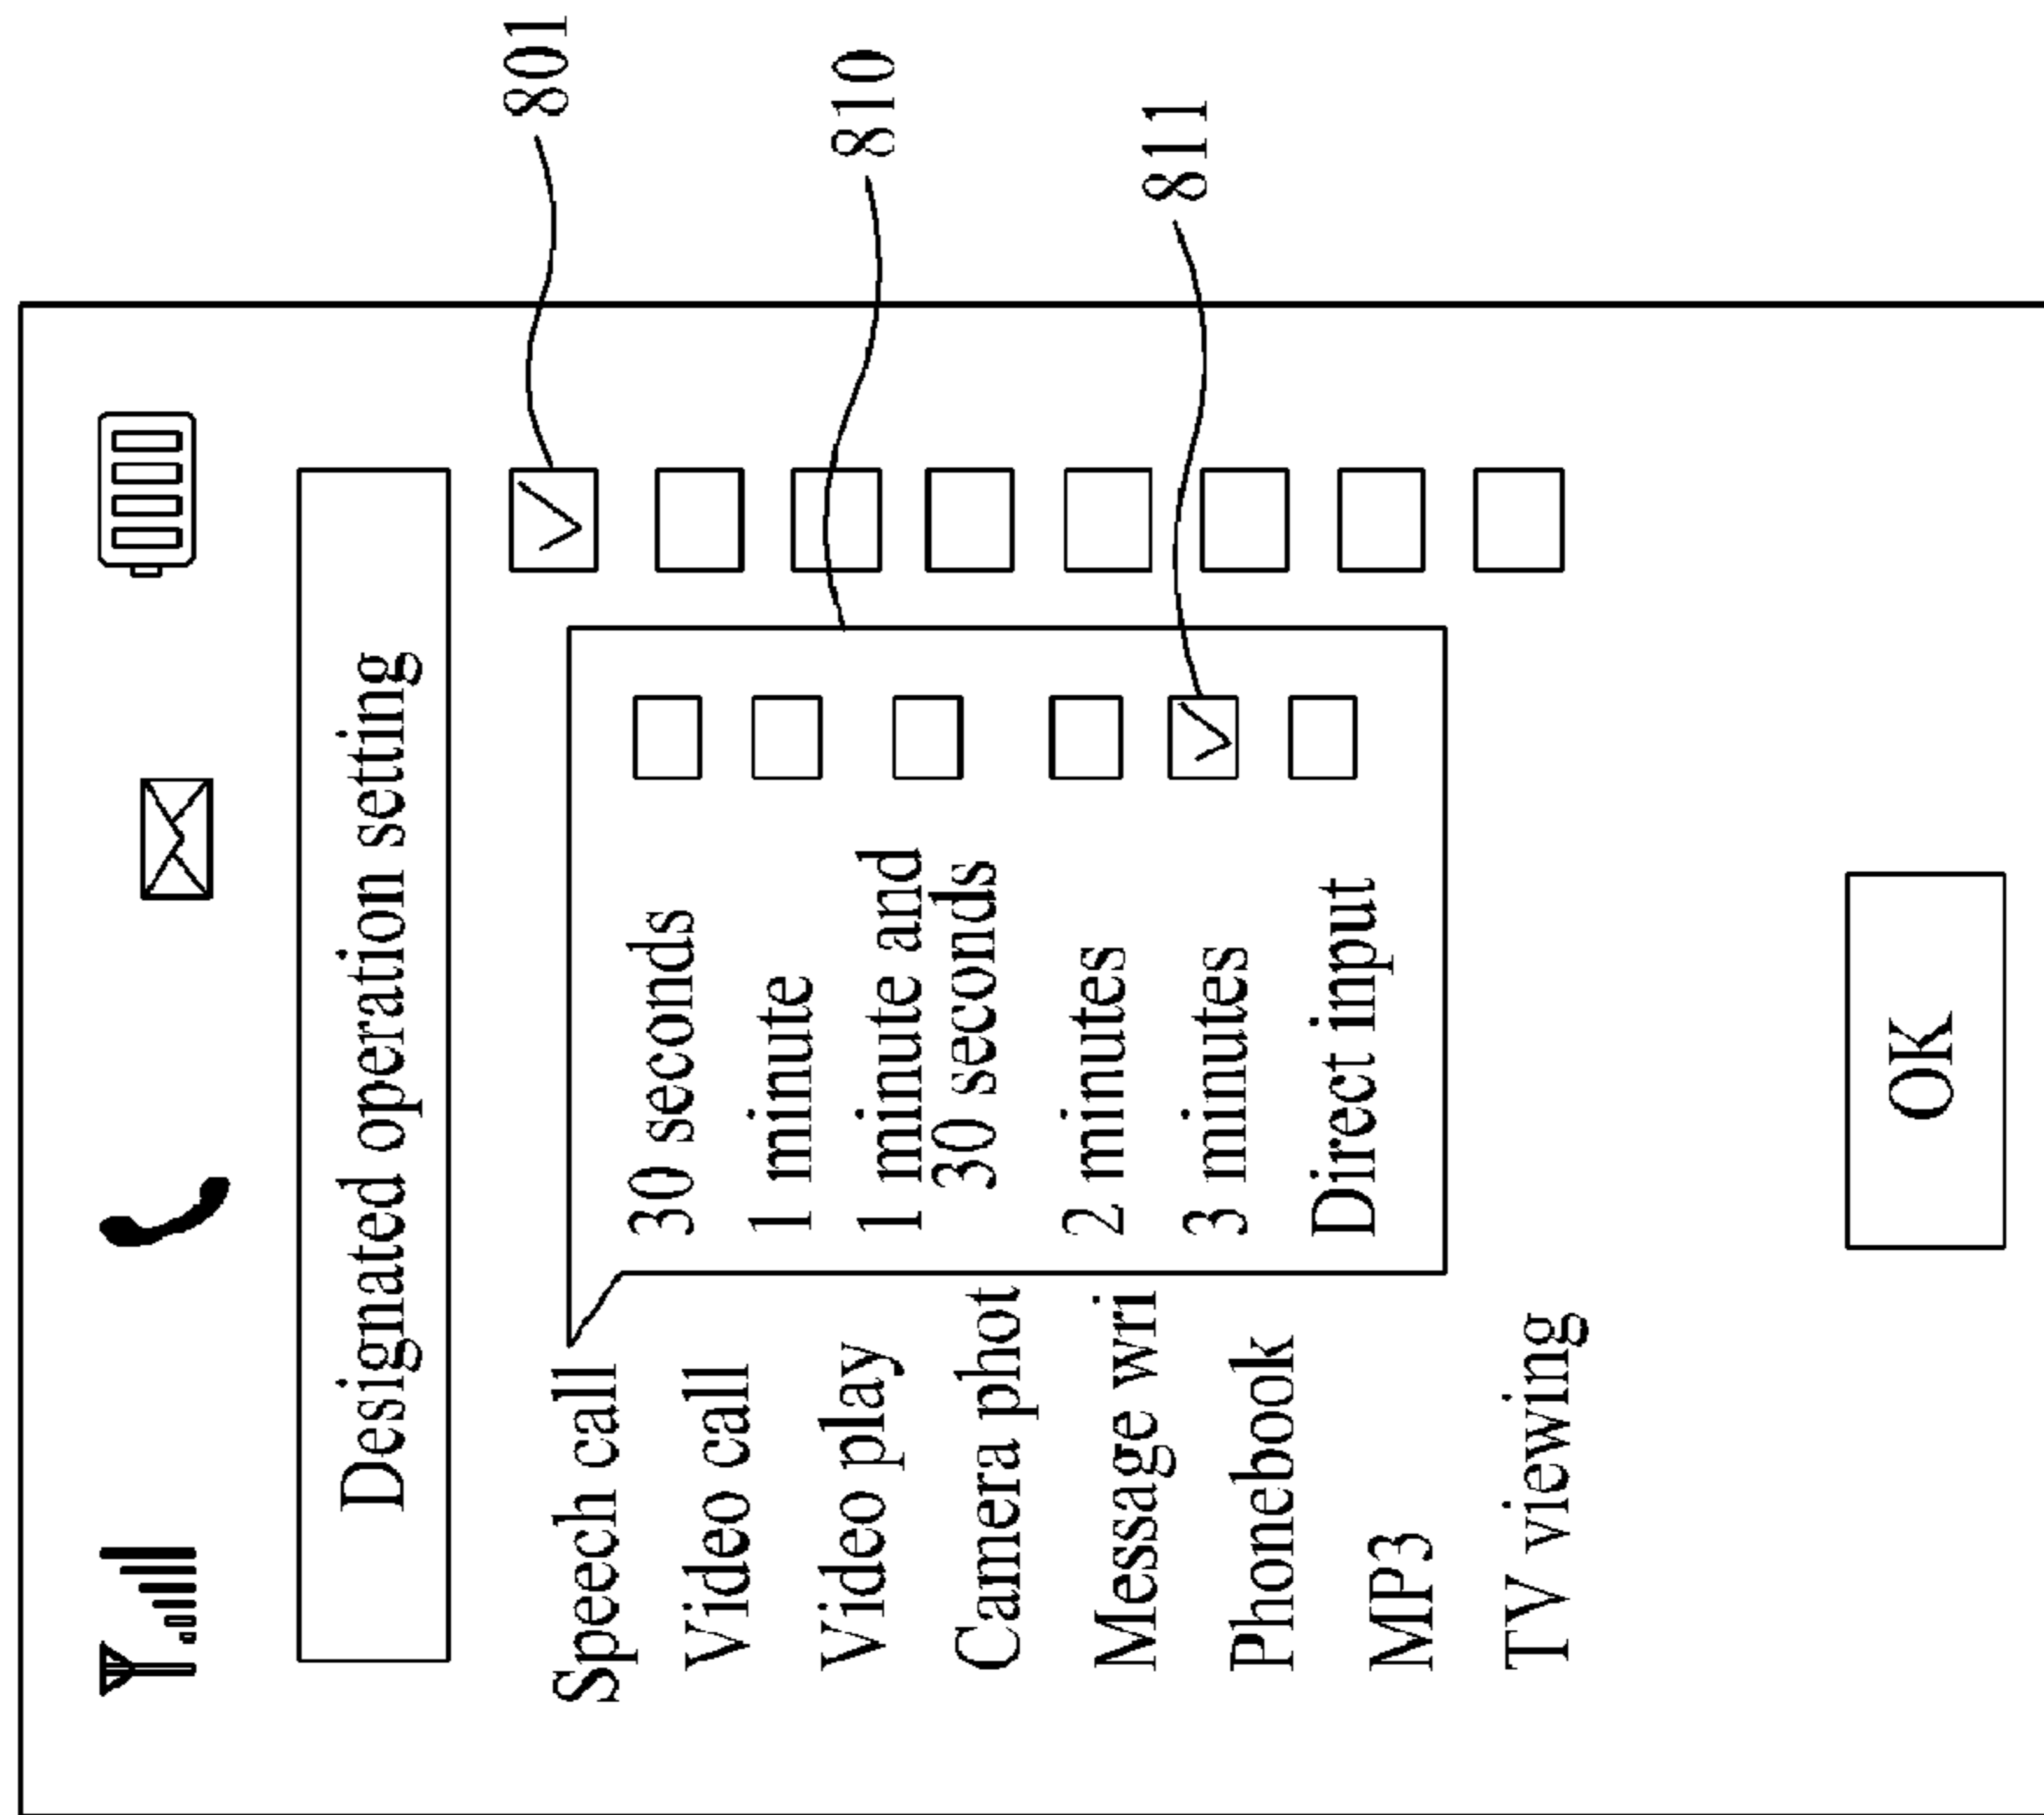 Designated operation setting
801
Speech call
810
30 seconds
1 minute
1 minute and
30 seconds
2 minutes
3 minutes
811
Direct input
Video call
Video play
Camera phot
Message wri
Phonebook
MP3
TV viewing
OK